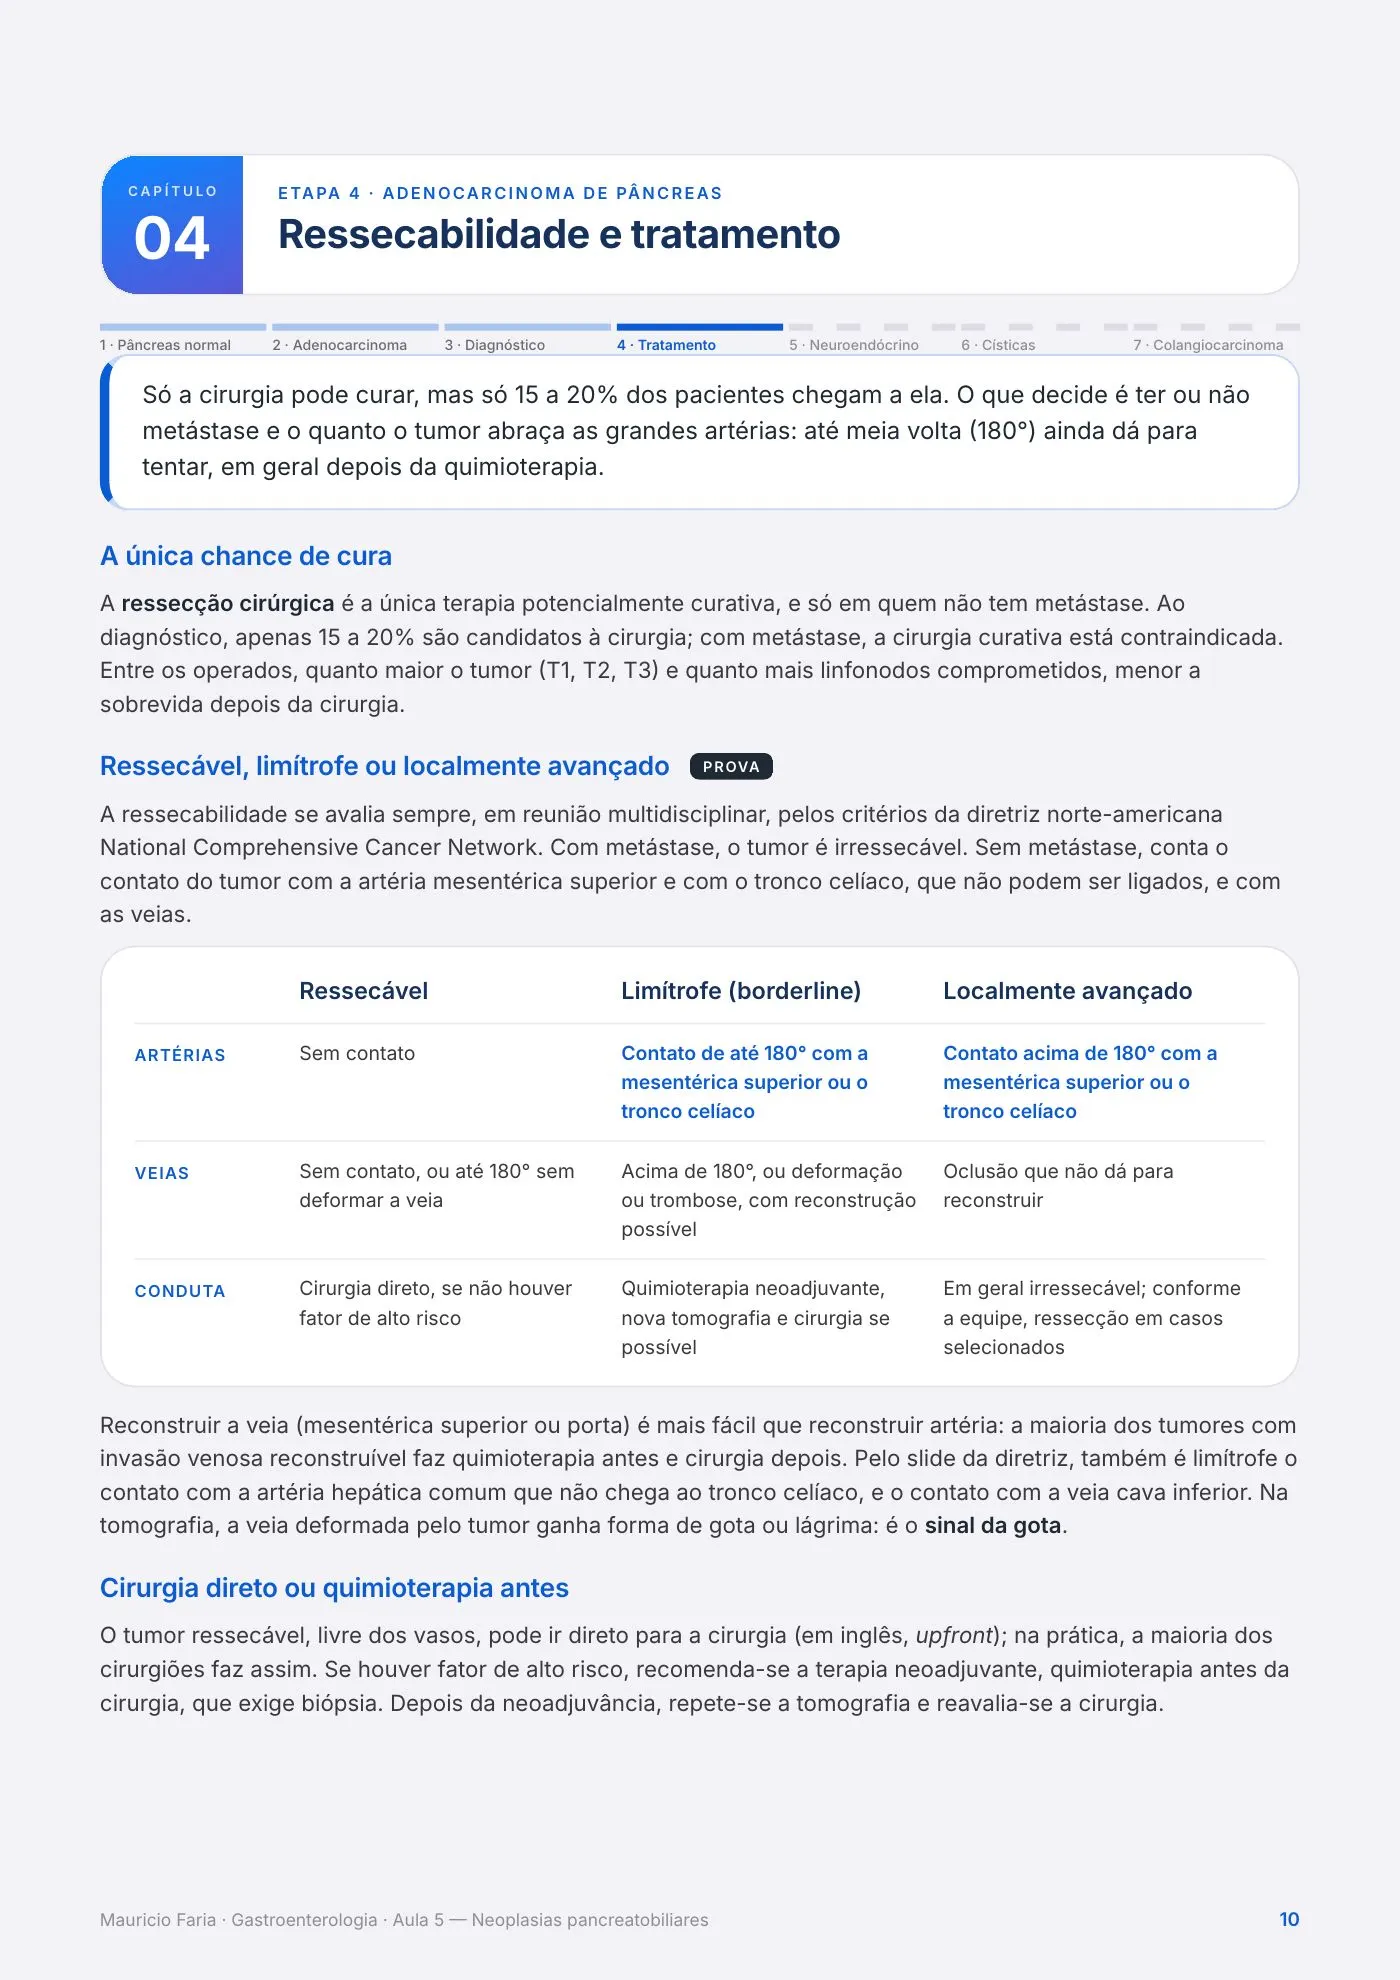 CAPÍTULO
04
ETAPA 4 · ADENOCARCINOMA DE PÂNCREAS
Ressecabilidade e tratamento
1 · Pâncreas normal
2 · Adenocarcinoma
3 · Diagnóstico
4 · Tratamento
5 · Neuroendócrino
6 · Císticas
7 · Colangiocarcinoma
Só a cirurgia pode curar, mas só 15 a 20% dos pacientes chegam a ela. O que decide é ter ou não
metástase e o quanto o tumor abraça as grandes artérias: até meia volta (180°) ainda dá para
tentar, em geral depois da quimioterapia.
A única chance de cura
A ressecção cirúrgica é a única terapia potencialmente curativa, e só em quem não tem metástase. Ao
diagnóstico, apenas 15 a 20% são candidatos à cirurgia; com metástase, a cirurgia curativa está contraindicada.
Entre os operados, quanto maior o tumor (T1, T2, T3) e quanto mais linfonodos comprometidos, menor a
sobrevida depois da cirurgia.
Ressecável, limítrofe ou localmente avançado PROVA
A ressecabilidade se avalia sempre, em reunião multidisciplinar, pelos critérios da diretriz norte-americana
National Comprehensive Cancer Network. Com metástase, o tumor é irressecável. Sem metástase, conta o
contato do tumor com a artéria mesentérica superior e com o tronco celíaco, que não podem ser ligados, e com
as veias.
Ressecável
Limítrofe (borderline)
Localmente avançado
ARTÉRIAS
Sem contato
Contato de até 180° com a
mesentérica superior ou o
tronco celíaco
Contato acima de 180° com a
mesentérica superior ou o
tronco celíaco
VEIAS
Sem contato, ou até 180° sem
deformar a veia
Acima de 180°, ou deformação
ou trombose, com reconstrução
possível
Oclusão que não dá para
reconstruir
CONDUTA
Cirurgia direto, se não houver
fator de alto risco
Quimioterapia neoadjuvante,
nova tomografia e cirurgia se
possível
Em geral irressecável; conforme
a equipe, ressecção em casos
selecionados
Reconstruir a veia (mesentérica superior ou porta) é mais fácil que reconstruir artéria: a maioria dos tumores com
invasão venosa reconstruível faz quimioterapia antes e cirurgia depois. Pelo slide da diretriz, também é limítrofe o
contato com a artéria hepática comum que não chega ao tronco celíaco, e o contato com a veia cava inferior. Na
tomografia, a veia deformada pelo tumor ganha forma de gota ou lágrima: é o sinal da gota.
Cirurgia direto ou quimioterapia antes
O tumor ressecável, livre dos vasos, pode ir direto para a cirurgia (em inglês, upfront); na prática, a maioria dos
cirurgiões faz assim. Se houver fator de alto risco, recomenda-se a terapia neoadjuvante, quimioterapia antes da
cirurgia, que exige biópsia. Depois da neoadjuvância, repete-se a tomografia e reavalia-se a cirurgia.
Mauricio Faria · Gastroenterologia · Aula 5 — Neoplasias pancreatobiliares
10